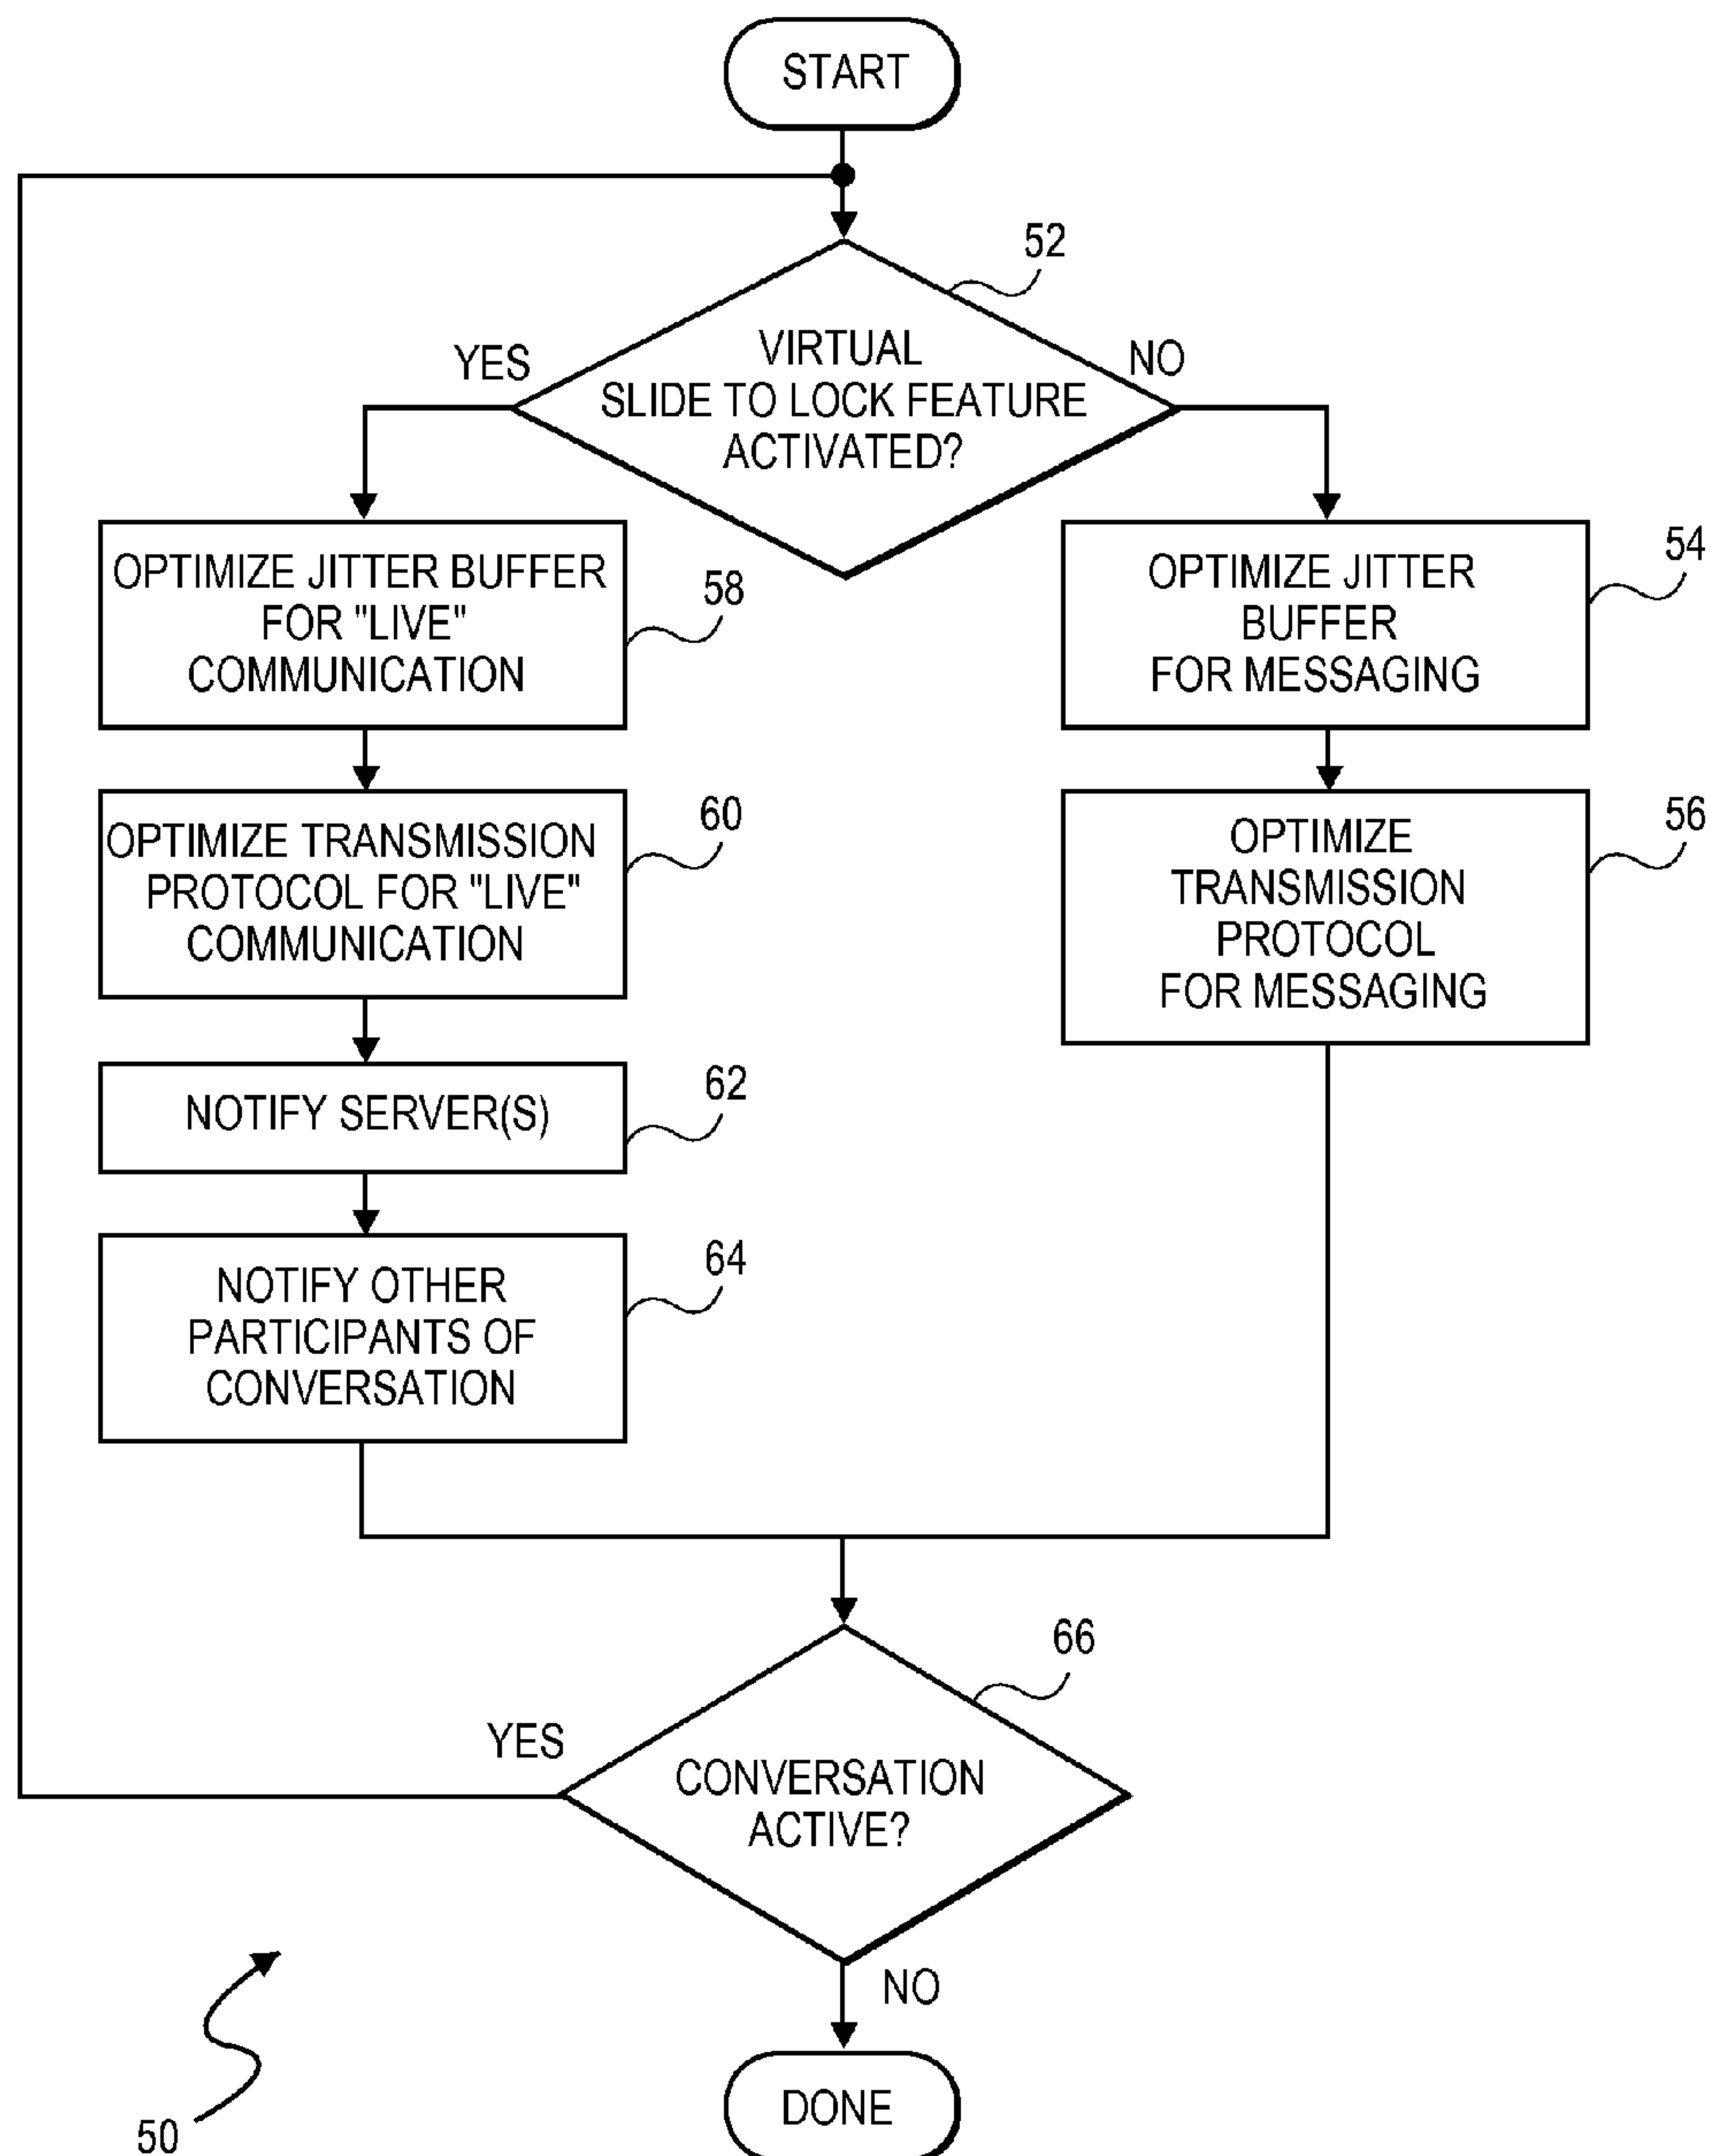 START
52
VIRTUAL
SLIDE TO LOCK FEATURE
ACTIVATED?
YES
NO
OPTIMIZE JITTER BUFFER
FOR "LIVE"
COMMUNICATION
58
OPTIMIZE JITTER
BUFFER
FOR MESSAGING
54
OPTIMIZE TRANSMISSION
PROTOCOL FOR "LIVE"
COMMUNICATION
60
OPTIMIZE
TRANSMISSION
PROTOCOL
FOR MESSAGING
56
NOTIFY SERVER(S)
62
NOTIFY OTHER
PARTICIPANTS OF
CONVERSATION
64
66
YES
CONVERSATION
ACTIVE?
NO
DONE
50